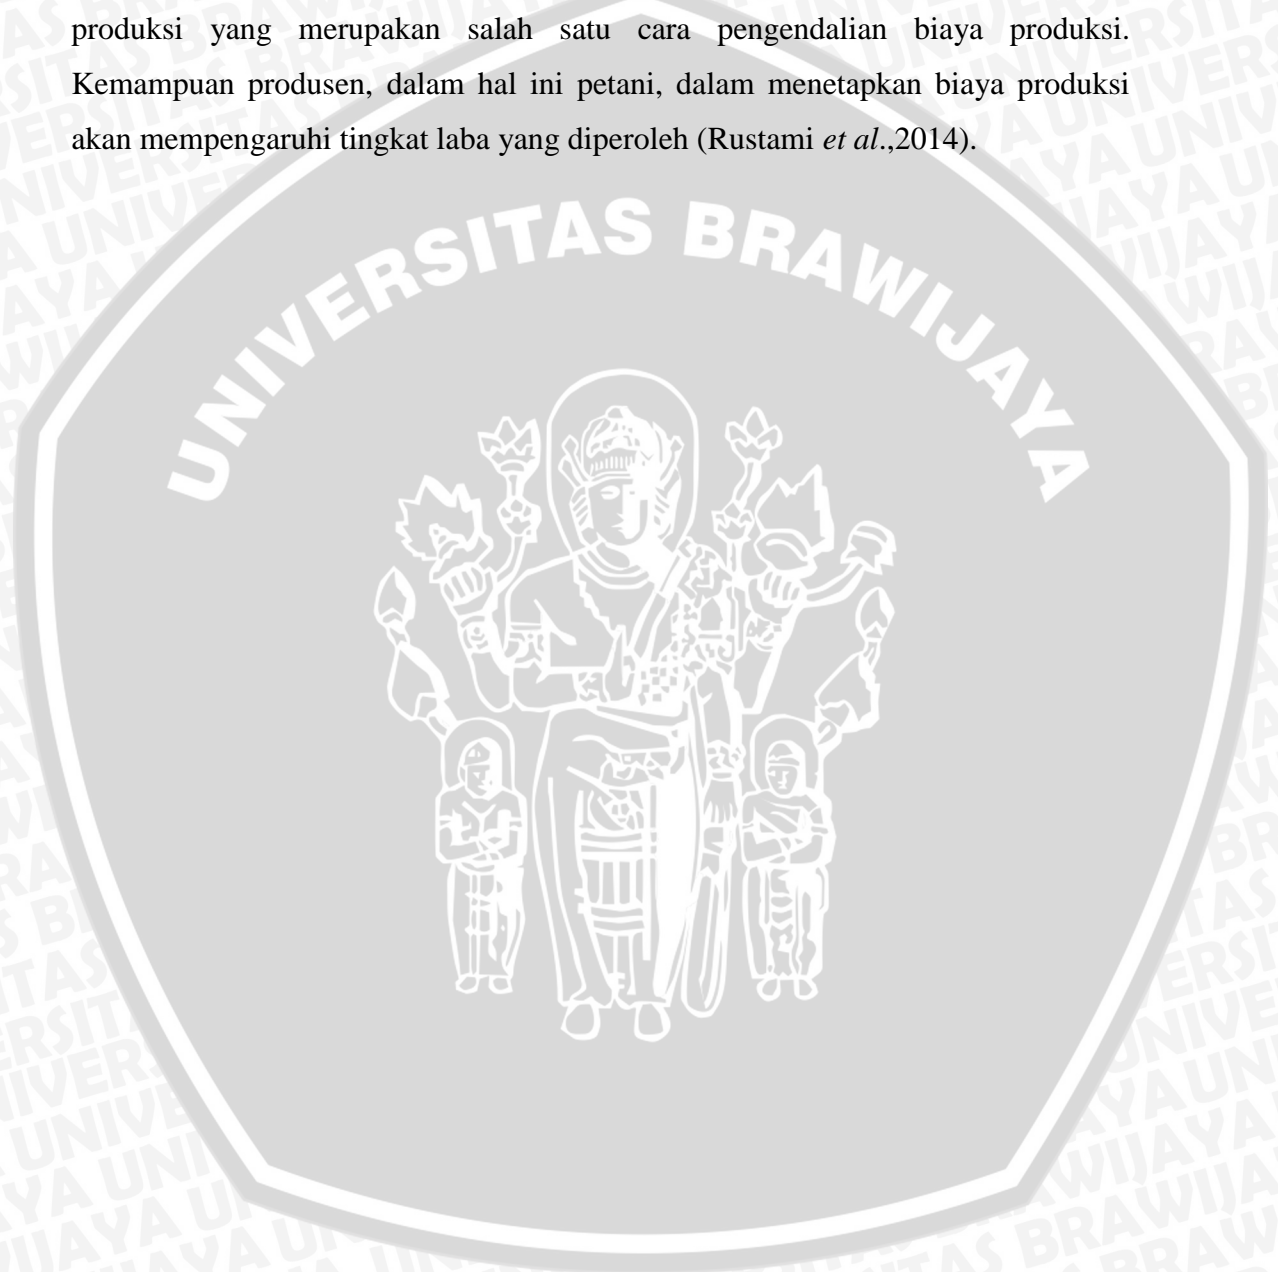 produksi yang merupakan salah satu cara pengendalian biaya produksi.
Kemampuan produsen, dalam hal ini petani, dalam menetapkan biaya produksi
akan mempengaruhi tingkat laba yang diperoleh (Rustami et al.,2014).
UNIVERSITAS BRAWIJAYA